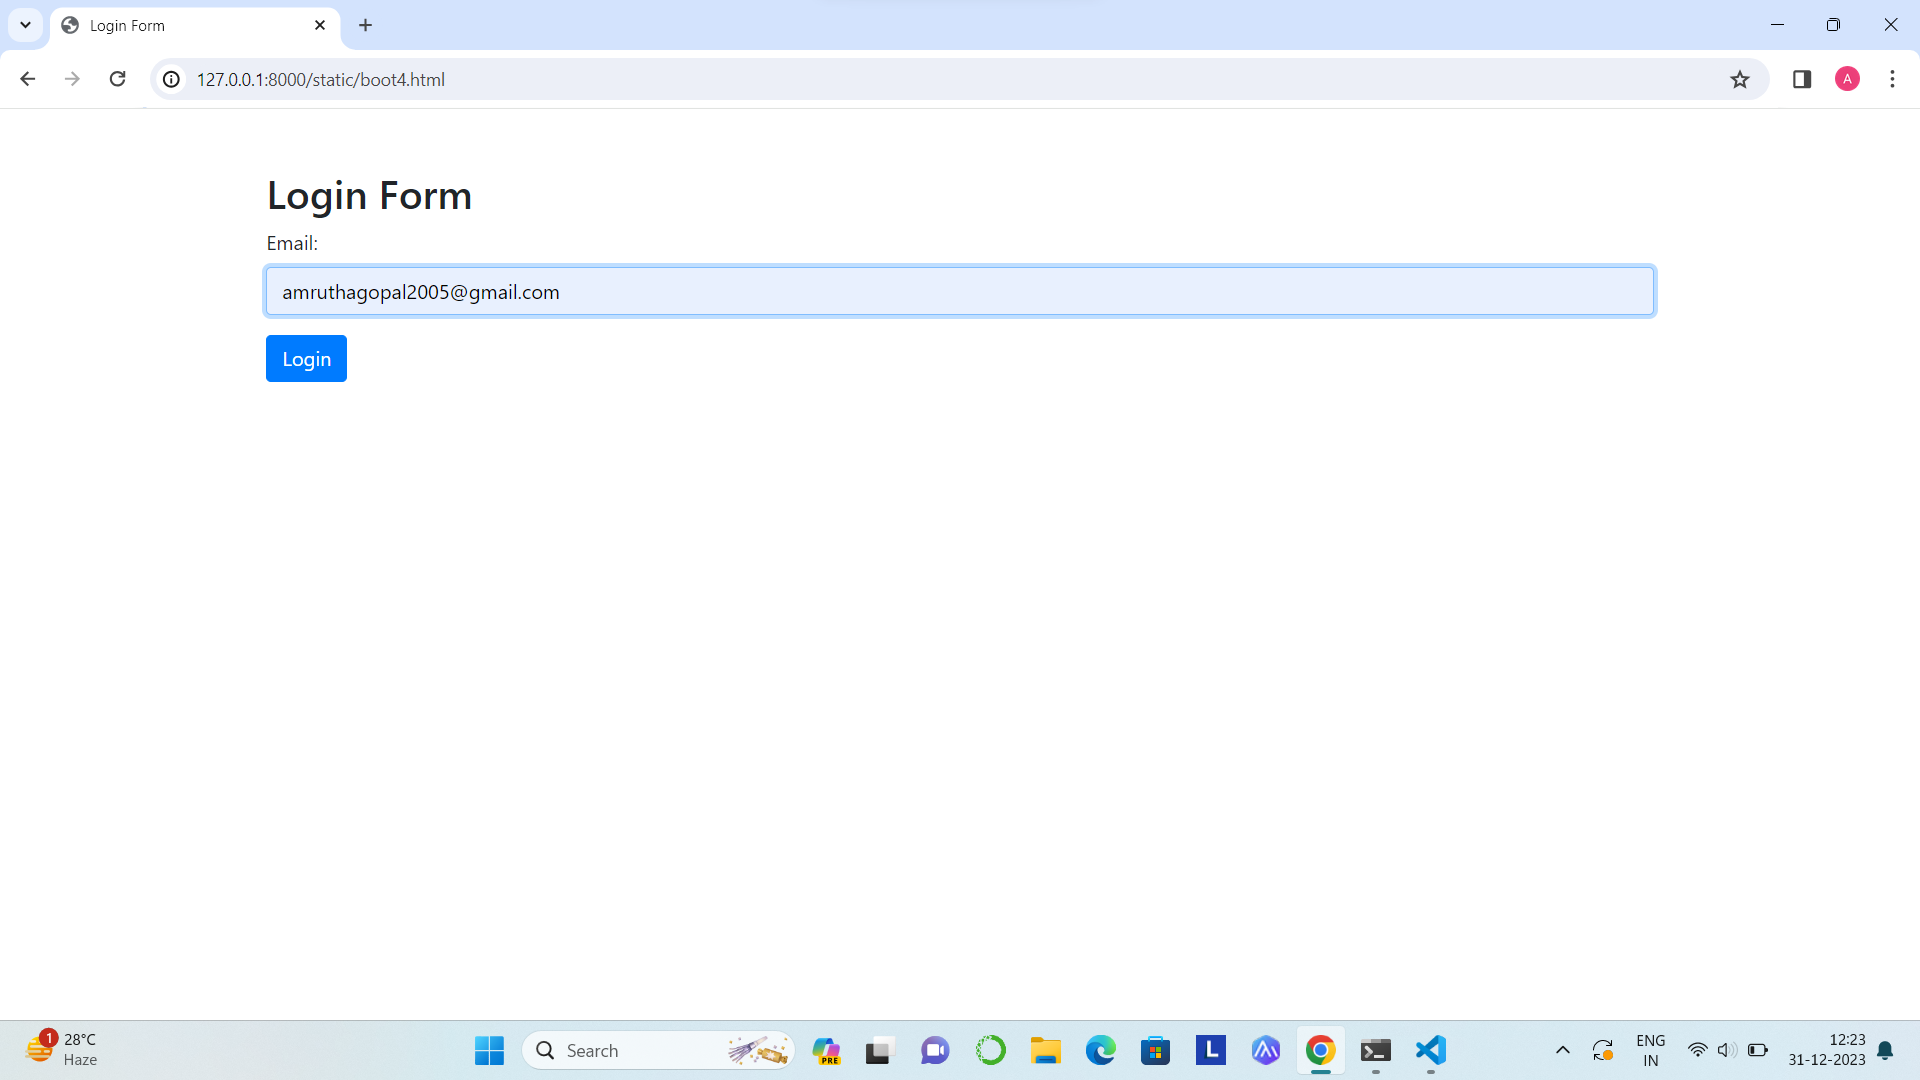 Login Form
127.0.0.1:8000/static/boot4.html
A
Login Form
Email:
amruthagopal2005@gmail.com
Login
1
28°C
Haze
Search
PRE
L
ENG
IN
12:23
31-12-2023